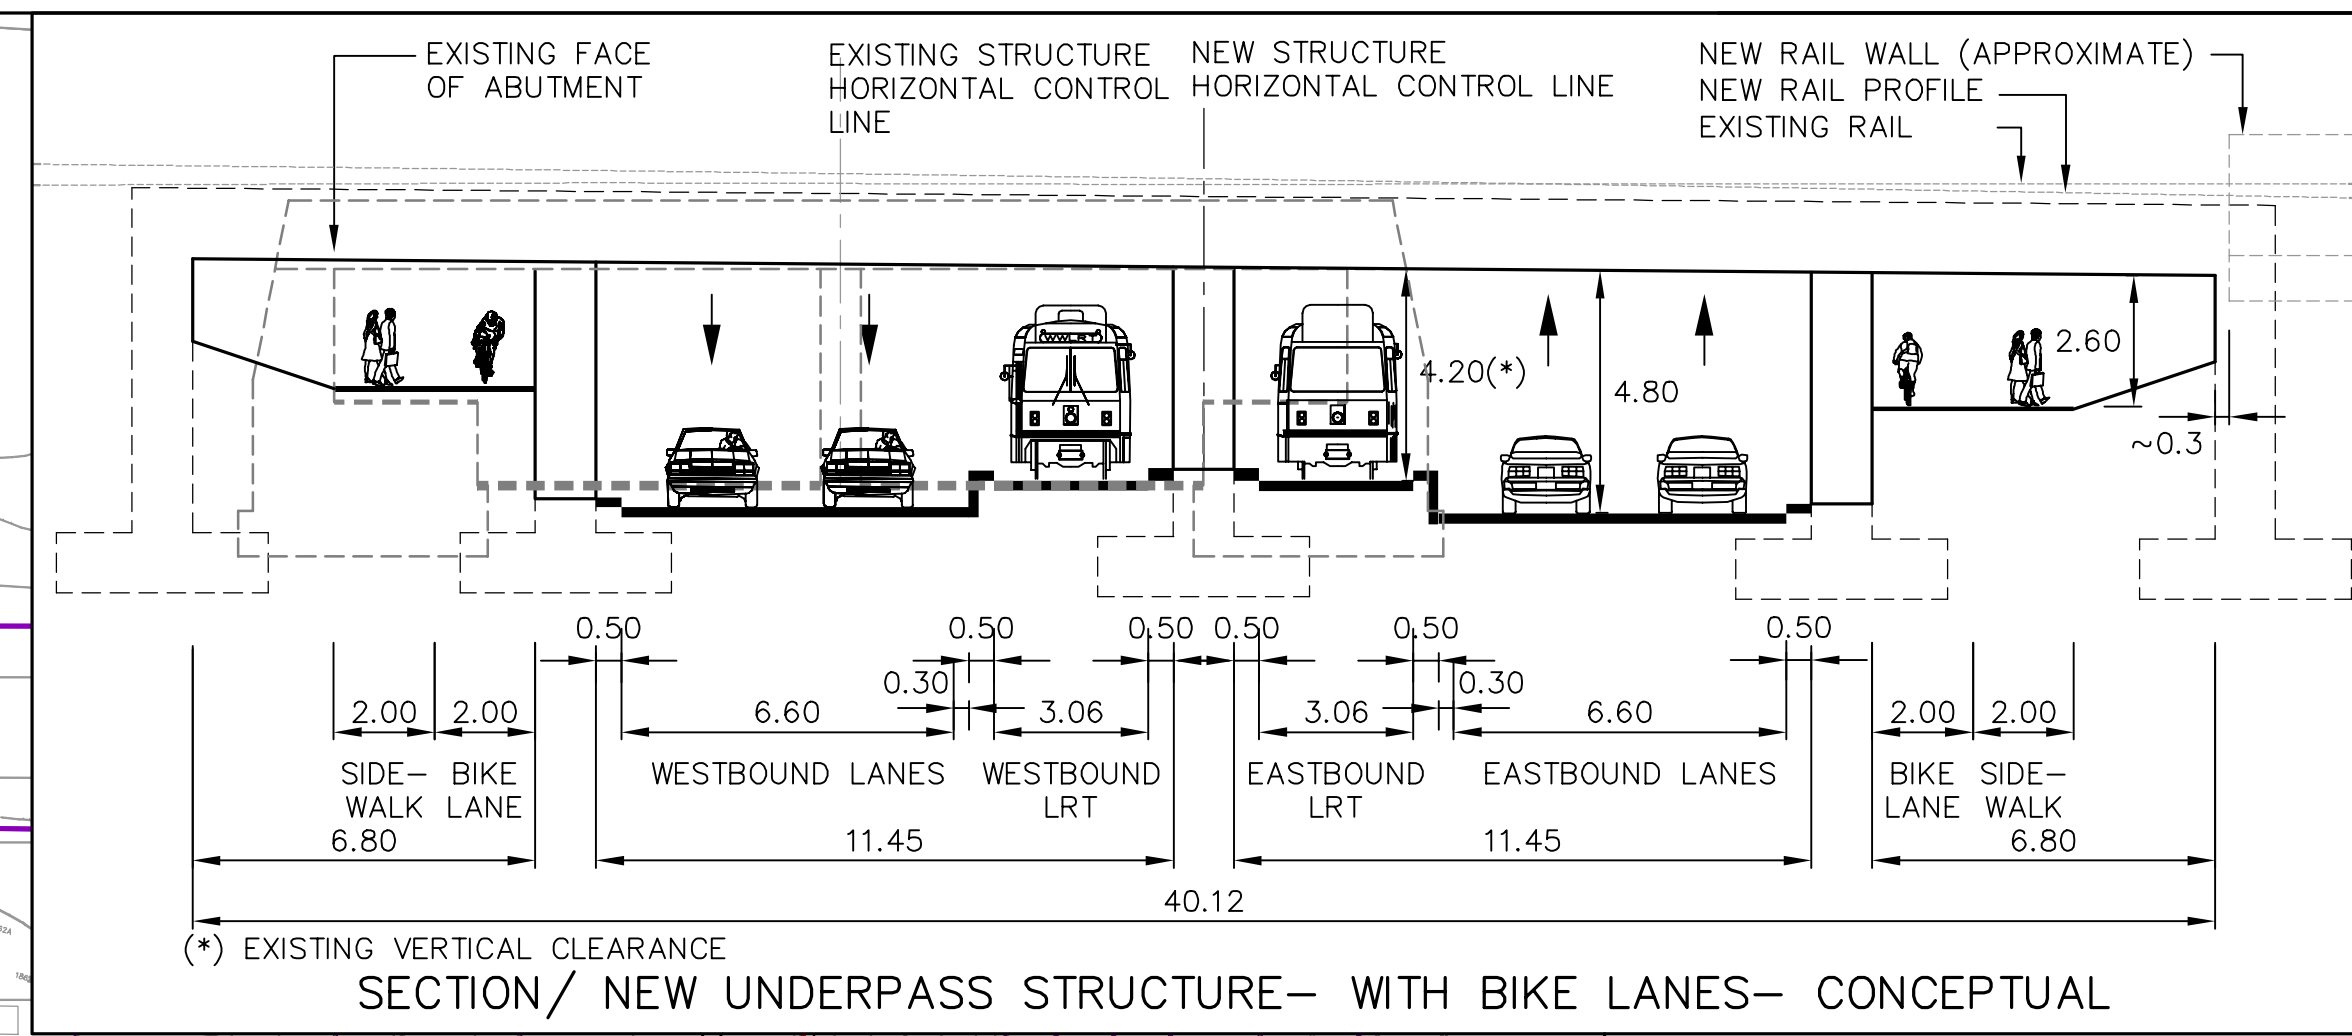 EXISTING FACE
OF ABUTMENT
EXISTING STRUCTURE
HORIZONTAL CONTROL
LINE
NEW STRUCTURE
HORIZONTAL CONTROL LINE
NEW RAIL WALL (APPROXIMATE)
NEW RAIL PROFILE
EXISTING RAIL
WWLRT
4.20(*)
4.80
2.60
~0.3
0.50
0.50
0.50
0.50
0.50
0.50
0.30
0.30
2.00
2.00
6.60
3.06
3.06
6.60
2.00
2.00
SIDE-
WALK
BIKE
LANE
WESTBOUND LANES
WESTBOUND
LRT
EASTBOUND
LRT
EASTBOUND LANES
BIKE
LANE
SIDE-
WALK
6.80
11.45
11.45
6.80
40.12
(*) EXISTING VERTICAL CLEARANCE
SECTION/ NEW UNDERPASS STRUCTURE- WITH BIKE LANES- CONCEPTUAL